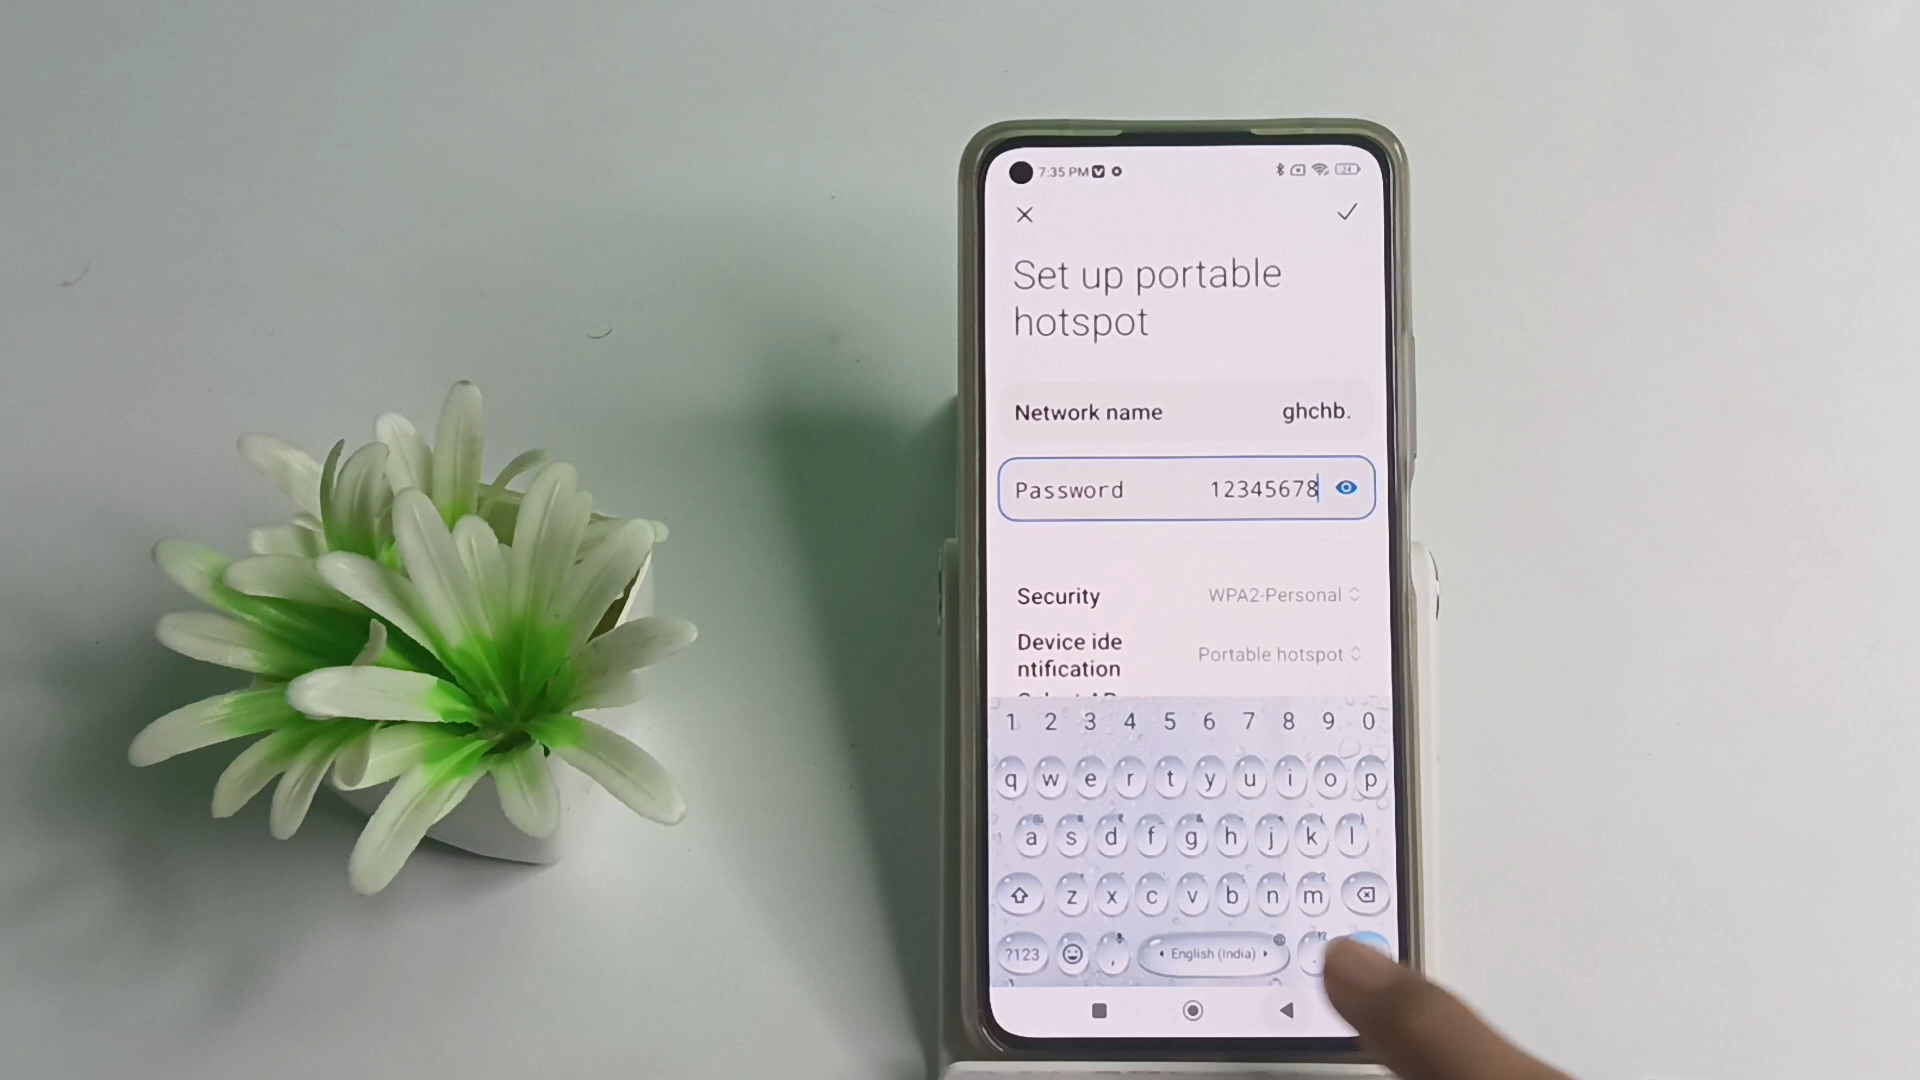 7:35 PM
24
Set up portable
hotspot
Network name ghchb.
Password 12345678
Security WPA2-Personal
Device ide
ntification
Portable hotspot
1 2 3 4 5 6 7 8 9 0
q w e r t y u i o p
a s d f g h j k l
z x c v b n m
?123 , English (India) .